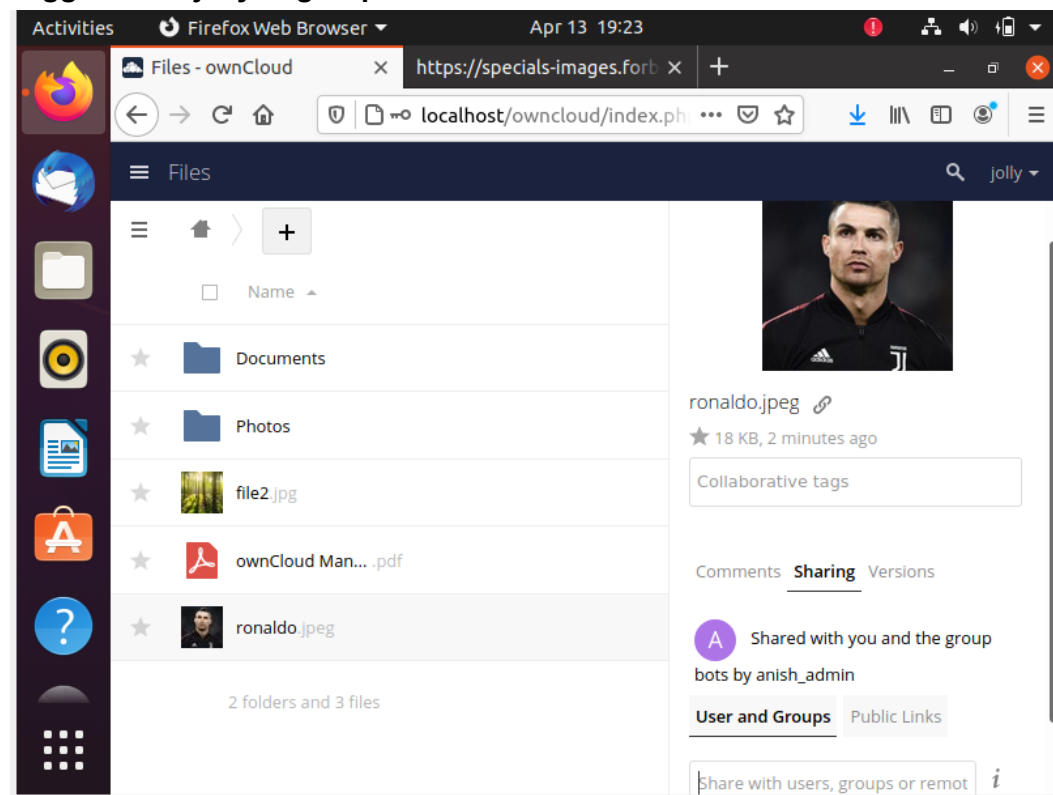 Activities Firefox Web Browser Apr 13 19:23
Files - ownCloud https://specials-images.forb
localhost/owncloud/index.ph
Files jolly
Name
Documents
Photos
file2.jpg
ownCloud Man... .pdf
ronaldo.jpeg
2 folders and 3 files
ronaldo.jpeg
18 KB, 2 minutes ago
Collaborative tags
Comments Sharing Versions
A Shared with you and the group
bots by anish_admin
User and Groups Public Links
Share with users, groups or remot i